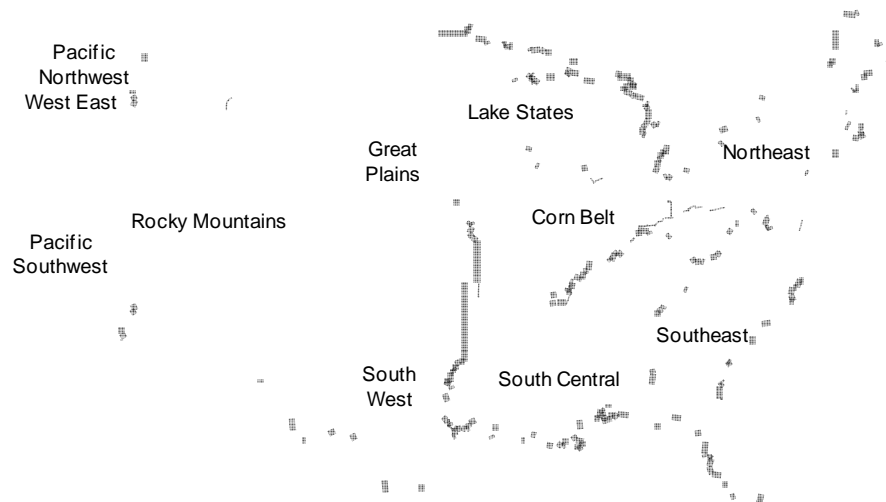 Pacific
Northwest
West East
Lake States
Great
Plains
Northeast
Rocky Mountains
Corn Belt
Pacific
Southwest
Southeast
South
West
South Central